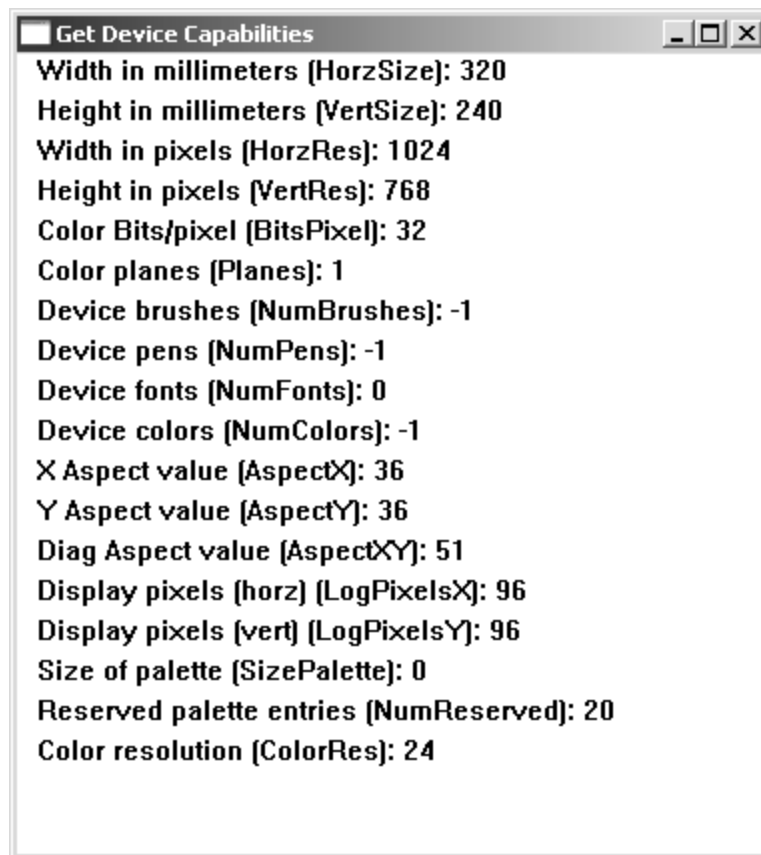 Get Device Capabilities
Width in millimeters (HorzSize): 320
Height in millimeters (VertSize): 240
Width in pixels (HorzRes): 1024
Height in pixels (VertRes): 768
Color Bits/pixel (BitsPixel): 32
Color planes (Planes): 1
Device brushes (NumBrushes): -1
Device pens (NumPens): -1
Device fonts (NumFonts): 0
Device colors (NumColors): -1
X Aspect value (AspectX): 36
Y Aspect value (AspectY): 36
Diag Aspect value (AspectXY): 51
Display pixels (horz) (LogPixelsX): 96
Display pixels (vert) (LogPixelsY): 96
Size of palette (SizePalette): 0
Reserved palette entries (NumReserved): 20
Color resolution (ColorRes): 24